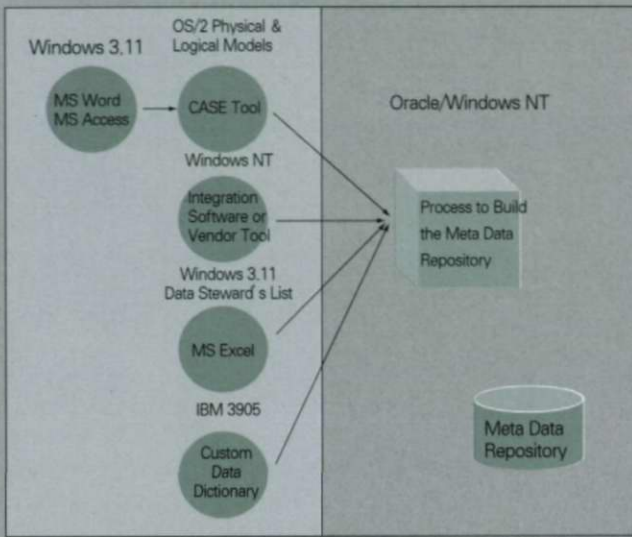 OS/2 Physical &
Logical Models
Windows 3.11
MS Word
MS Access
CASE Tool
Windows NT
Integration
Software or
Vendor Tool
Windows 3.11
Data Steward's List
MS Excel
IBM 3905
Custom
Data
Dictionary
Oracle/Windows NT
Process to Build
the Meta Data
Repository
Meta Data
Repository